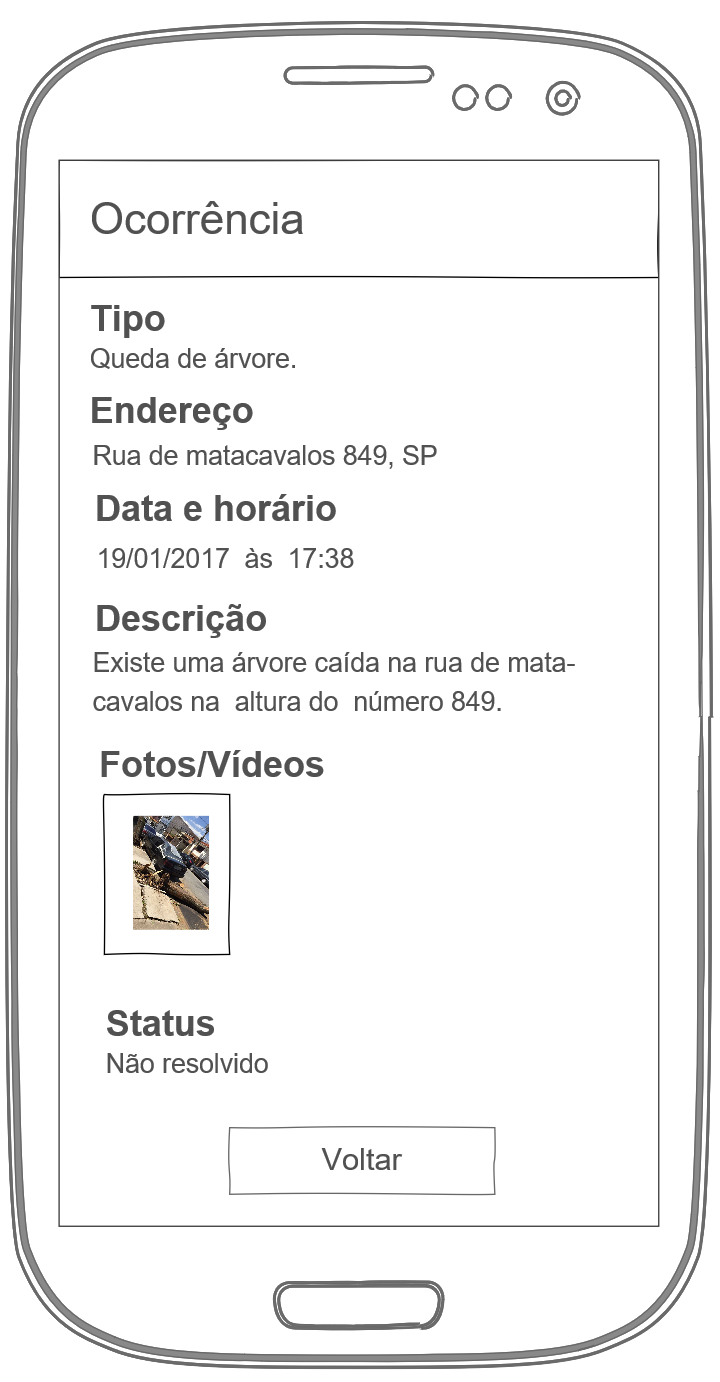 Ocorrência
Tipo
Queda de árvore.
Endereço
Rua de matacavalos 849, SP
Data e horário
19/01/2017 às 17:38
Descrição
Existe uma árvore caída na rua de mata-
cavalos na altura do número 849.
Fotos/Vídeos
Status
Não resolvido
Voltar